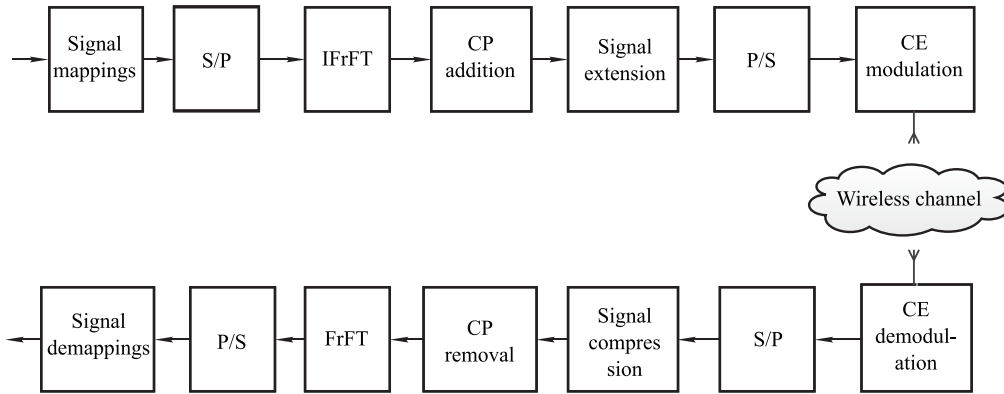 Signal
mappings
S/P
IFrFT
CP
addition
Signal
extension
P/S
CE
modulation
Wireless channel
Signal
demappings
P/S
FrFT
CP
removal
Signal
compres
sion
S/P
CE
demodul-
ation